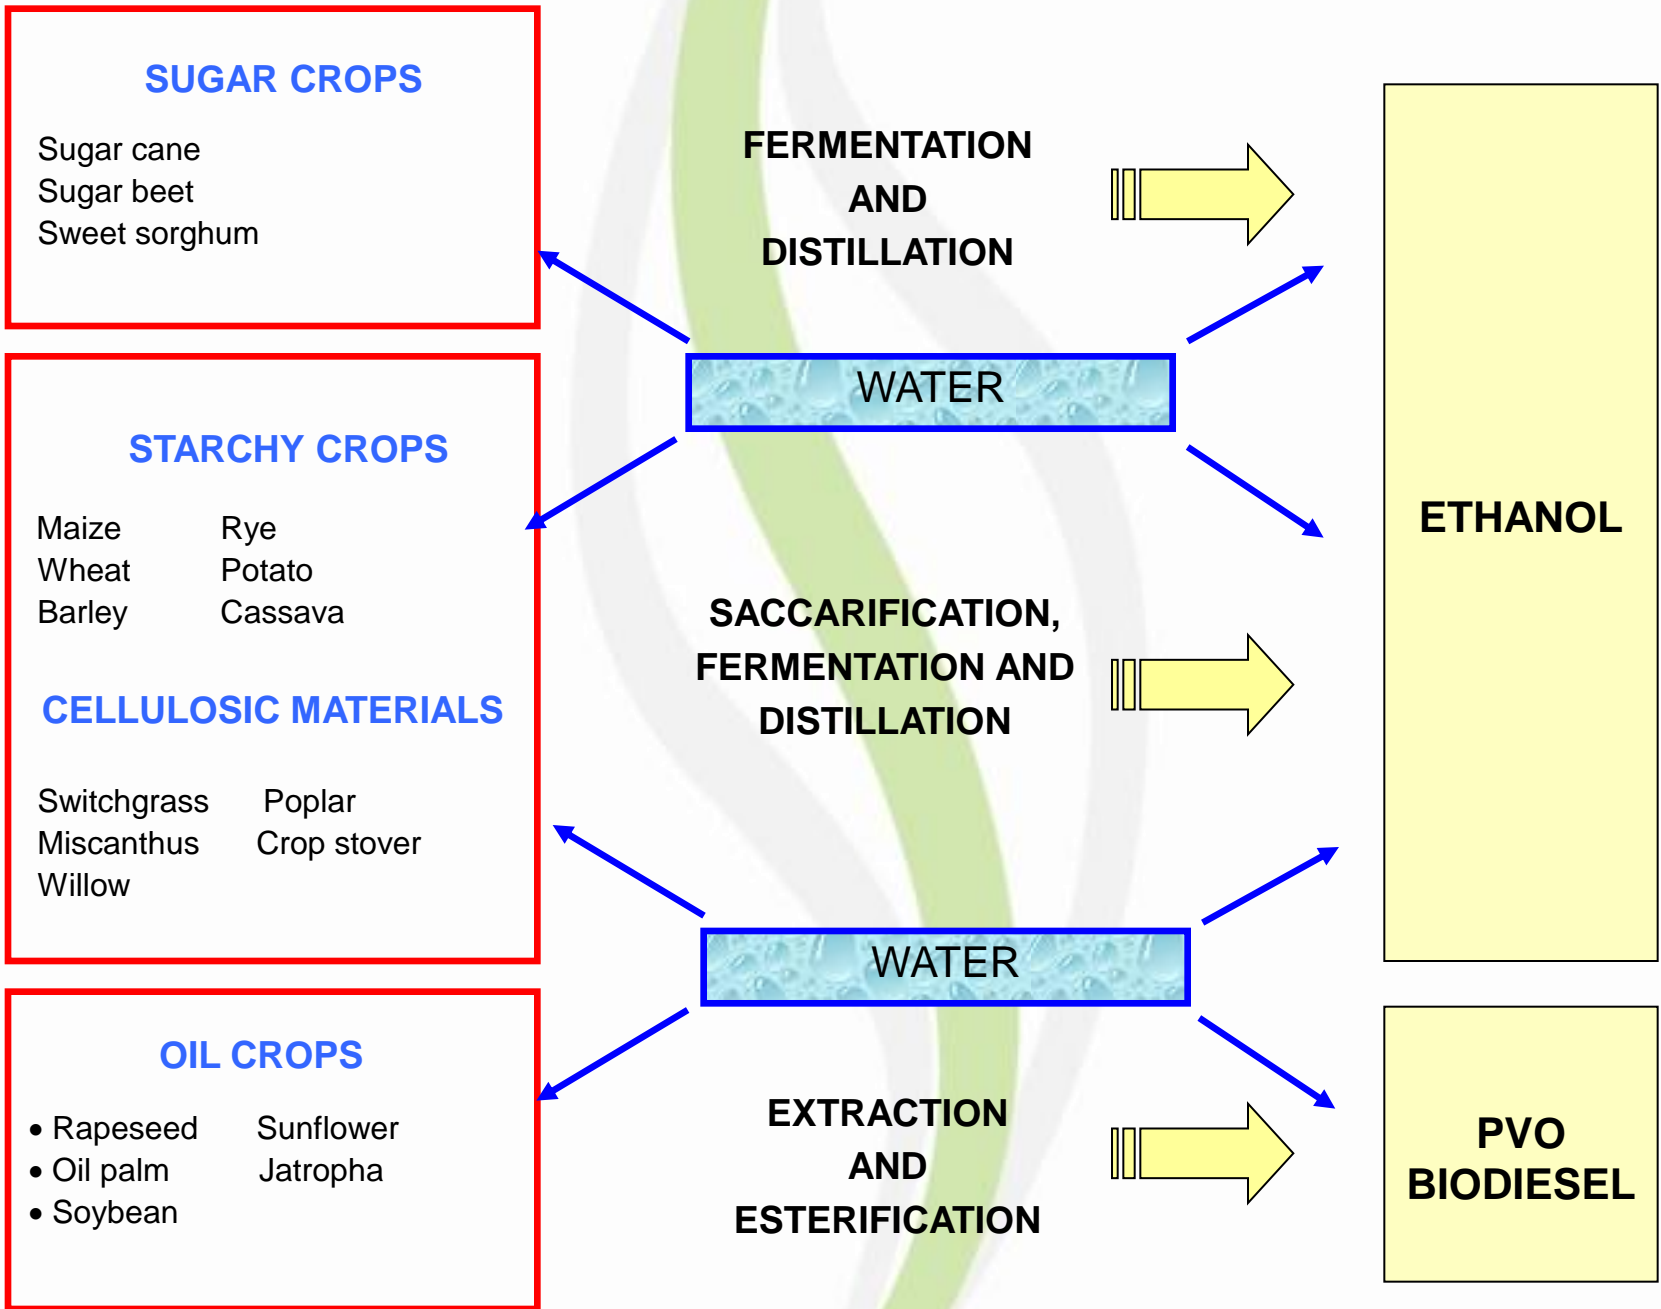 SUGAR CROPS
Sugar cane
Sugar beet
Sweet sorghum
FERMENTATION
AND
DISTILLATION
WATER
STARCHY CROPS
Maize Rye
Wheat Potato
Barley Cassava
CELLULOSIC MATERIALS
Switchgrass Poplar
Miscanthus Crop stover
Willow
SACCARIFICATION,
FERMENTATION AND
DISTILLATION
ETHANOL
WATER
OIL CROPS
• Rapeseed Sunflower
• Oil palm Jatropha
• Soybean
EXTRACTION
AND
ESTERIFICATION
PVO
BIODIESEL